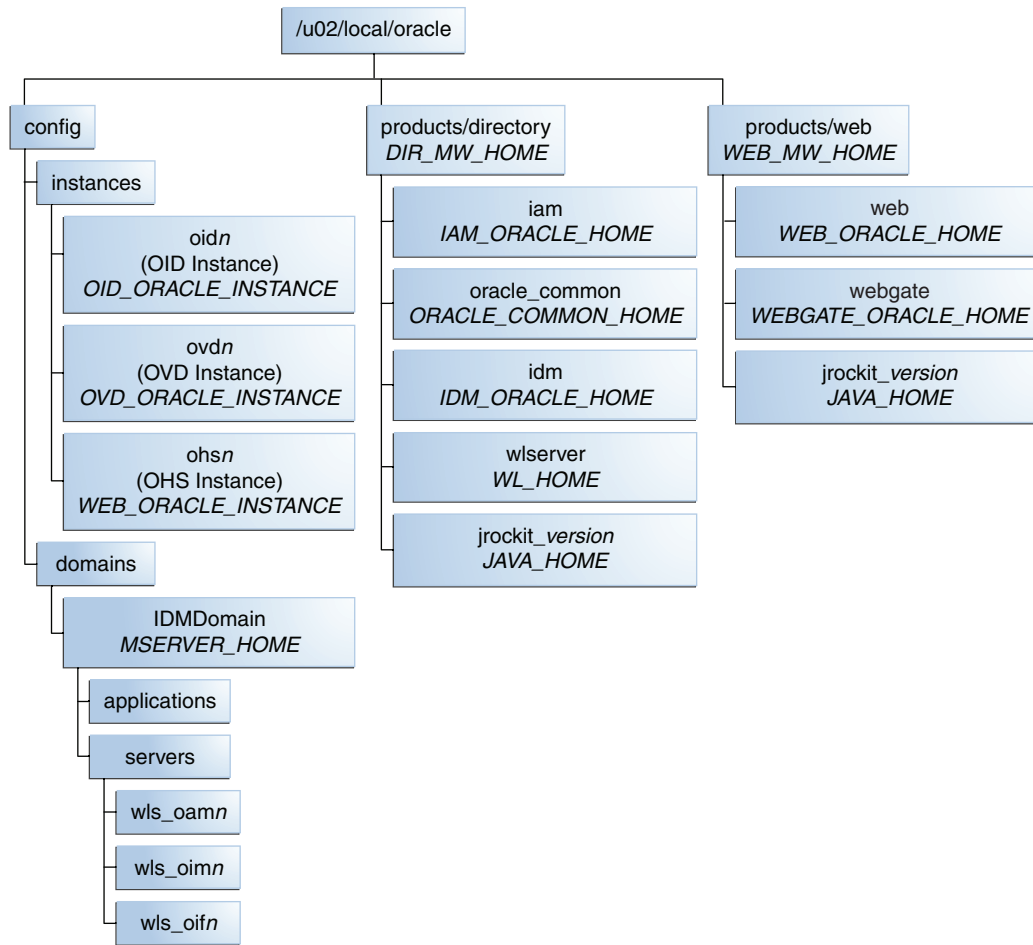 /u02/local/oracle
config
instances
oidn
(OID Instance)
OID_ORACLE_INSTANCE
ovdn
(OVD Instance)
OVD_ORACLE_INSTANCE
ohsn
(OHS Instance)
WEB_ORACLE_INSTANCE
domains
IDMDomain
MSERVER_HOME
applications
servers
wls_oamn
wls_oimn
wls_oifn
products/directory
DIR_MW_HOME
iam
IAM_ORACLE_HOME
oracle_common
ORACLE_COMMON_HOME
idm
IDM_ORACLE_HOME
wlserver
WL_HOME
jrockit_version
JAVA_HOME
products/web
WEB_MW_HOME
web
WEB_ORACLE_HOME
webgate
WEBGATE_ORACLE_HOME
jrockit_version
JAVA_HOME